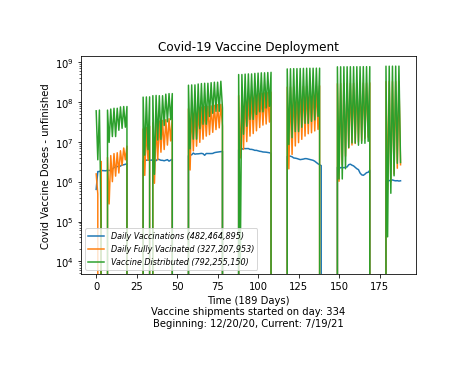 Covid-19 Vaccine Deployment
Covid Vaccine Doses - unfinished
10⁹
10⁸
10⁷
10⁶
10⁵
10⁴
Daily Vaccinations (482,464,895)
Daily Fully Vacinated (327,207,953)
Vaccine Distributed (792,255,150)
0 25 50 75 100 125 150 175
Time (189 Days)
Vaccine shipments started on day: 334
Beginning: 12/20/20, Current: 7/19/21